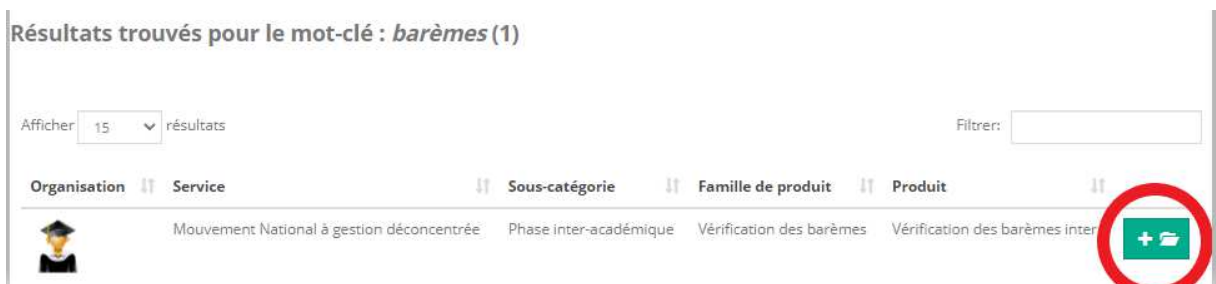 Résultats trouvés pour le mot-clé : barèmes (1)
Afficher 15 résultats Filtrer:
Organisation Service Sous-catégorie Famille de produit Produit
Mouvement National à gestion déconcentrée Phase inter-académique Vérification des barèmes Vérification des barèmes inter